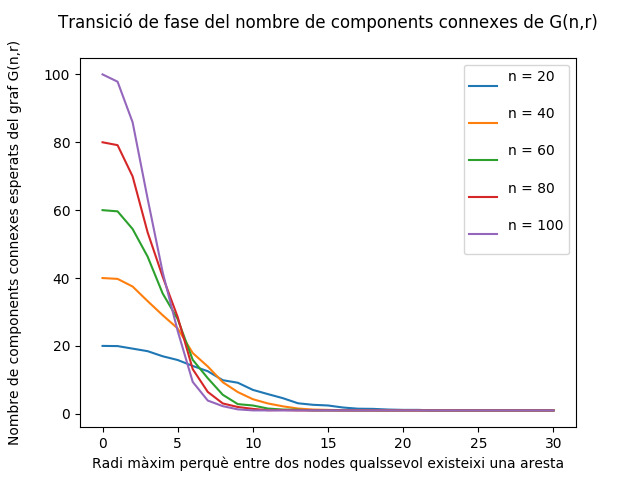 Transició de fase del nombre de components connexes de G(n,r)
Nombre de components connexes esperats del graf G(n,r)
100
80
60
40
20
0
n = 20
n = 40
n = 60
n = 80
n = 100
0 5 10 15 20 25 30
Radi màxim perquè entre dos nodes qualssevol existeixi una aresta